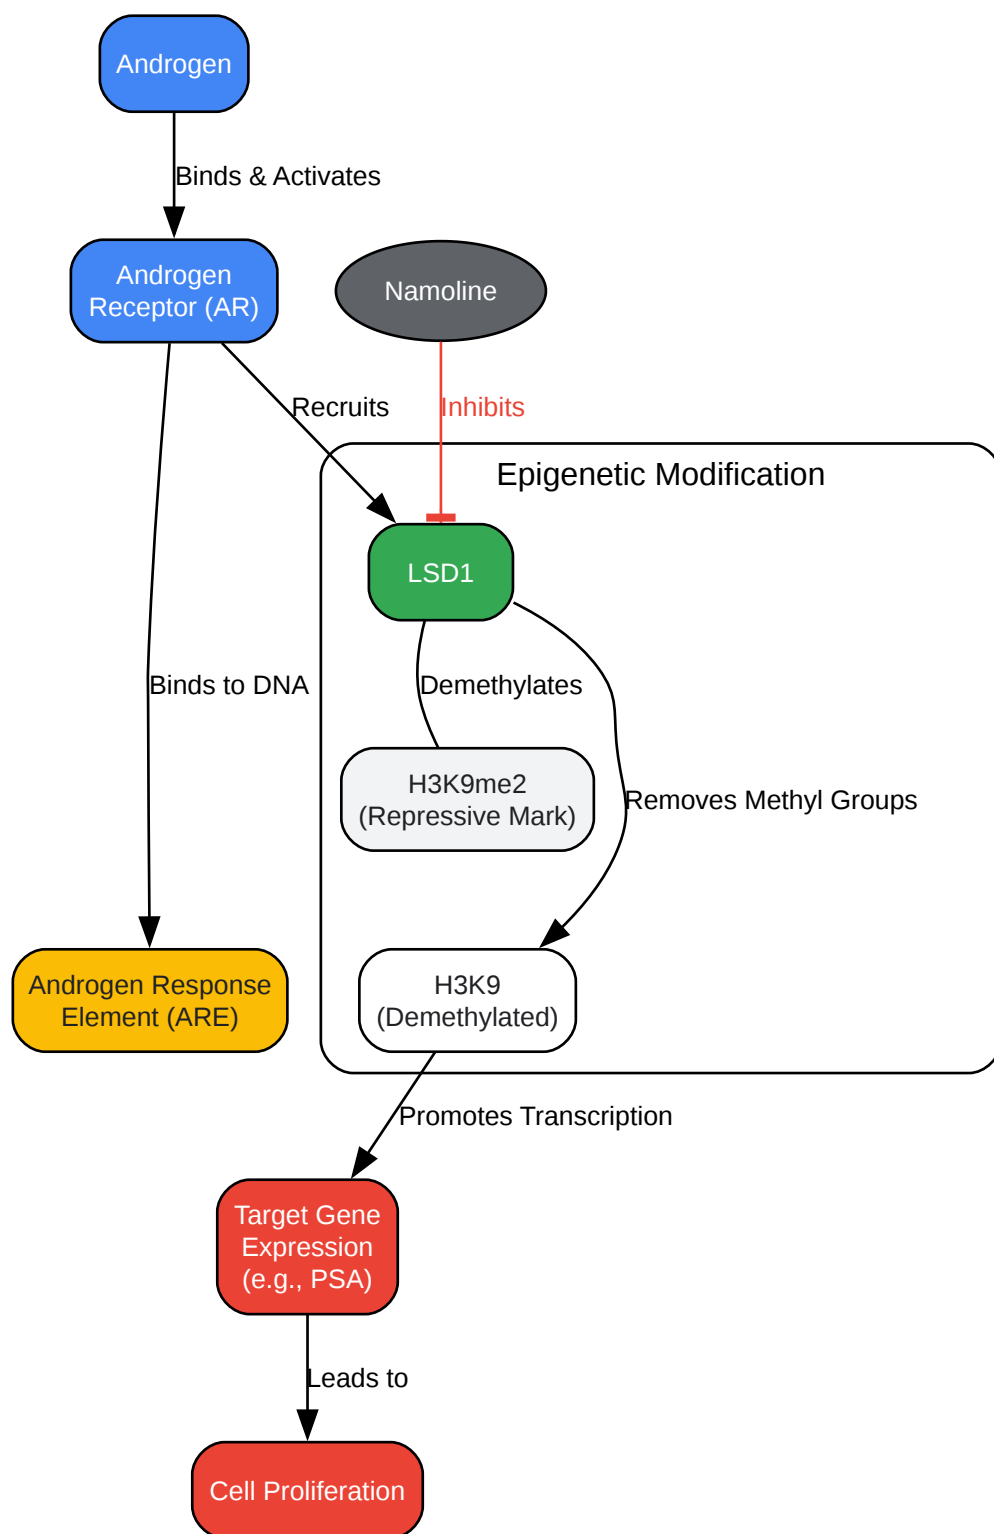 Androgen
Binds & Activates
Androgen
Receptor (AR)
Namoline
Recruits
Inhibits
Epigenetic Modification
LSD1
Binds to DNA
Demethylates
H3K9me2
(Repressive Mark)
Removes Methyl Groups
Androgen Response
Element (ARE)
H3K9
(Demethylated)
Promotes Transcription
Target Gene
Expression
(e.g., PSA)
Leads to
Cell Proliferation